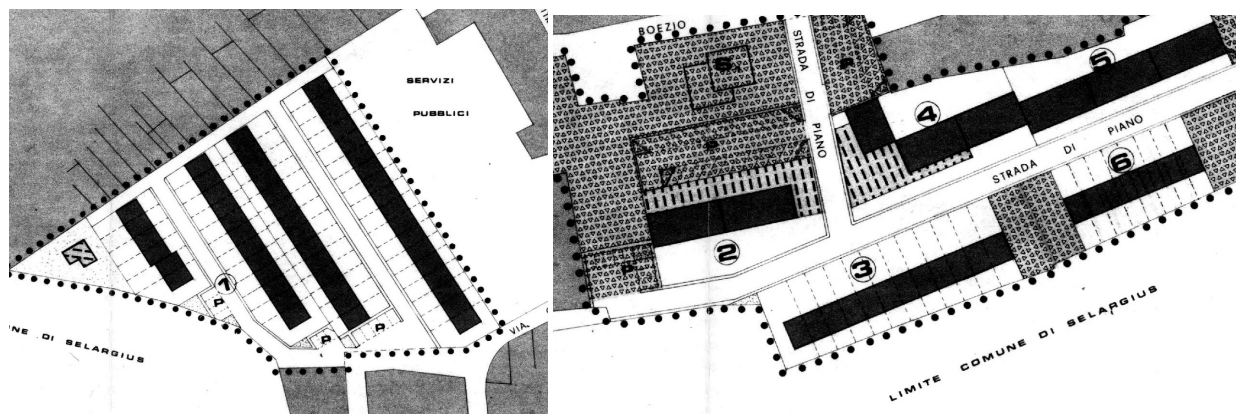 SERVIZI
PUBBLICI
1
P
P
P
VIA
NE DI SELARGIUS
BOEZIO
STRADA DI PIANO
S
P
S
4
5
STRADA DI PIANO
6
2
P
3
LIMITE COMUNE DI SELARGIUS